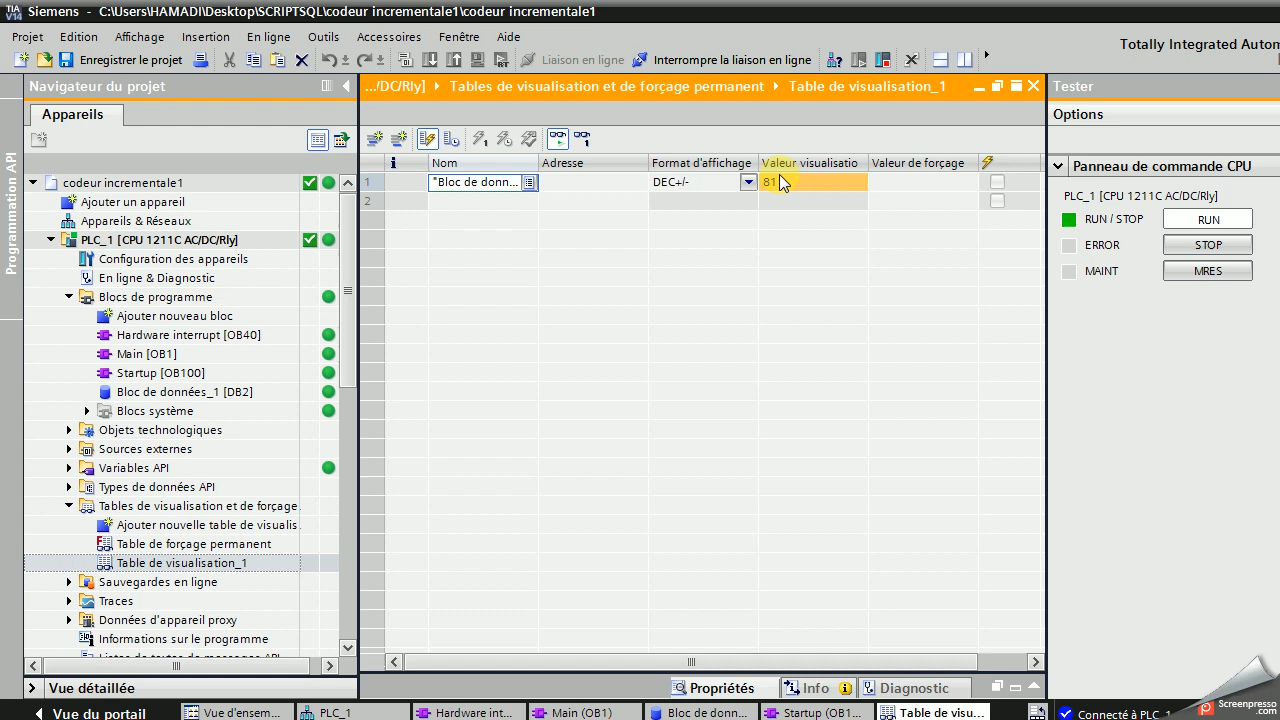 TIA V14 Siemens - C:\Users\HAMADI\Desktop\SCRIPTSQL\codeur incrementale1\codeur incrementale1
Projet Edition Affichage Insertion En ligne Outils Accessoires Fenêtre Aide
Totally Integrated Autom
Enregistrer le projet Liaison en ligne Interrompre la liaison en ligne
Navigateur du projet
Appareils
Programmation API
codeur incrementale1
Ajouter un appareil
Appareils & Réseaux
PLC_1 [CPU 1211C AC/DC/Rly]
Configuration des appareils
En ligne & Diagnostic
Blocs de programme
Ajouter nouveau bloc
Hardware interrupt [OB40]
Main [OB1]
Startup [OB100]
Bloc de données_1 [DB2]
Blocs système
Objets technologiques
Sources externes
Variables API
Types de données API
Tables de visualisation et de forçage
Ajouter nouvelle table de visualis
Table de forçage permanent
Table de visualisation_1
Sauvegardes en ligne
Traces
Données d'appareil proxy
Informations sur le programme
Vue détaillée
.../DC/Rly] Tables de visualisation et de forçage permanent Table de visualisation_1
i Nom Adresse Format d'affichage Valeur visualisatio Valeur de forçage
1 "Bloc de donn... DEC+/- 81
2
Propriétés Info Diagnostic
Tester
Options
Panneau de commande CPU
PLC_1 [CPU 1211C AC/DC/Rly]
RUN / STOP RUN
ERROR STOP
MAINT MRES
Vue du portail Vue d'ensem... PLC_1 Hardware int... Main (OB1) Bloc de donn... Startup (OB1... Table de visu...
Connecté à PLC_1
Screenpresso .com